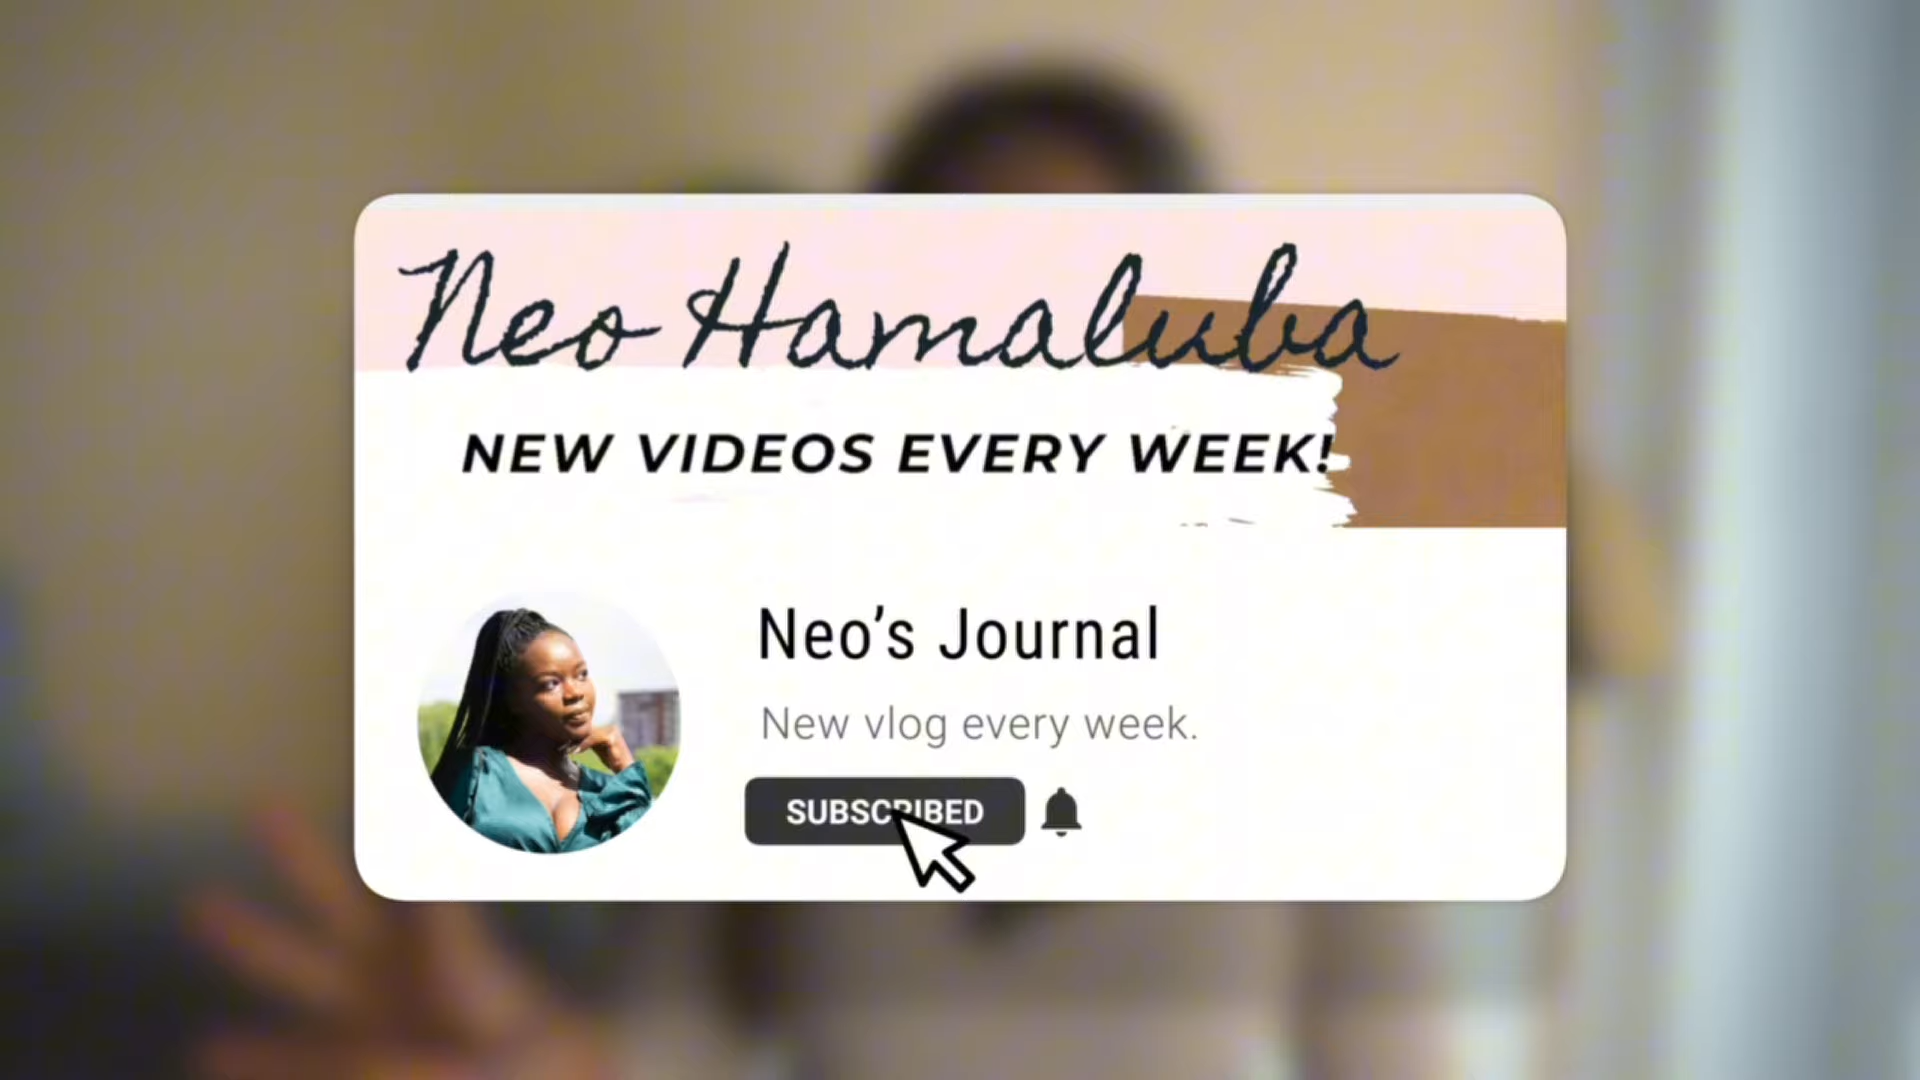 Neo Hamaluba
NEW VIDEOS EVERY WEEK!
Neo’s Journal
New vlog every week.
SUBSCRIBED